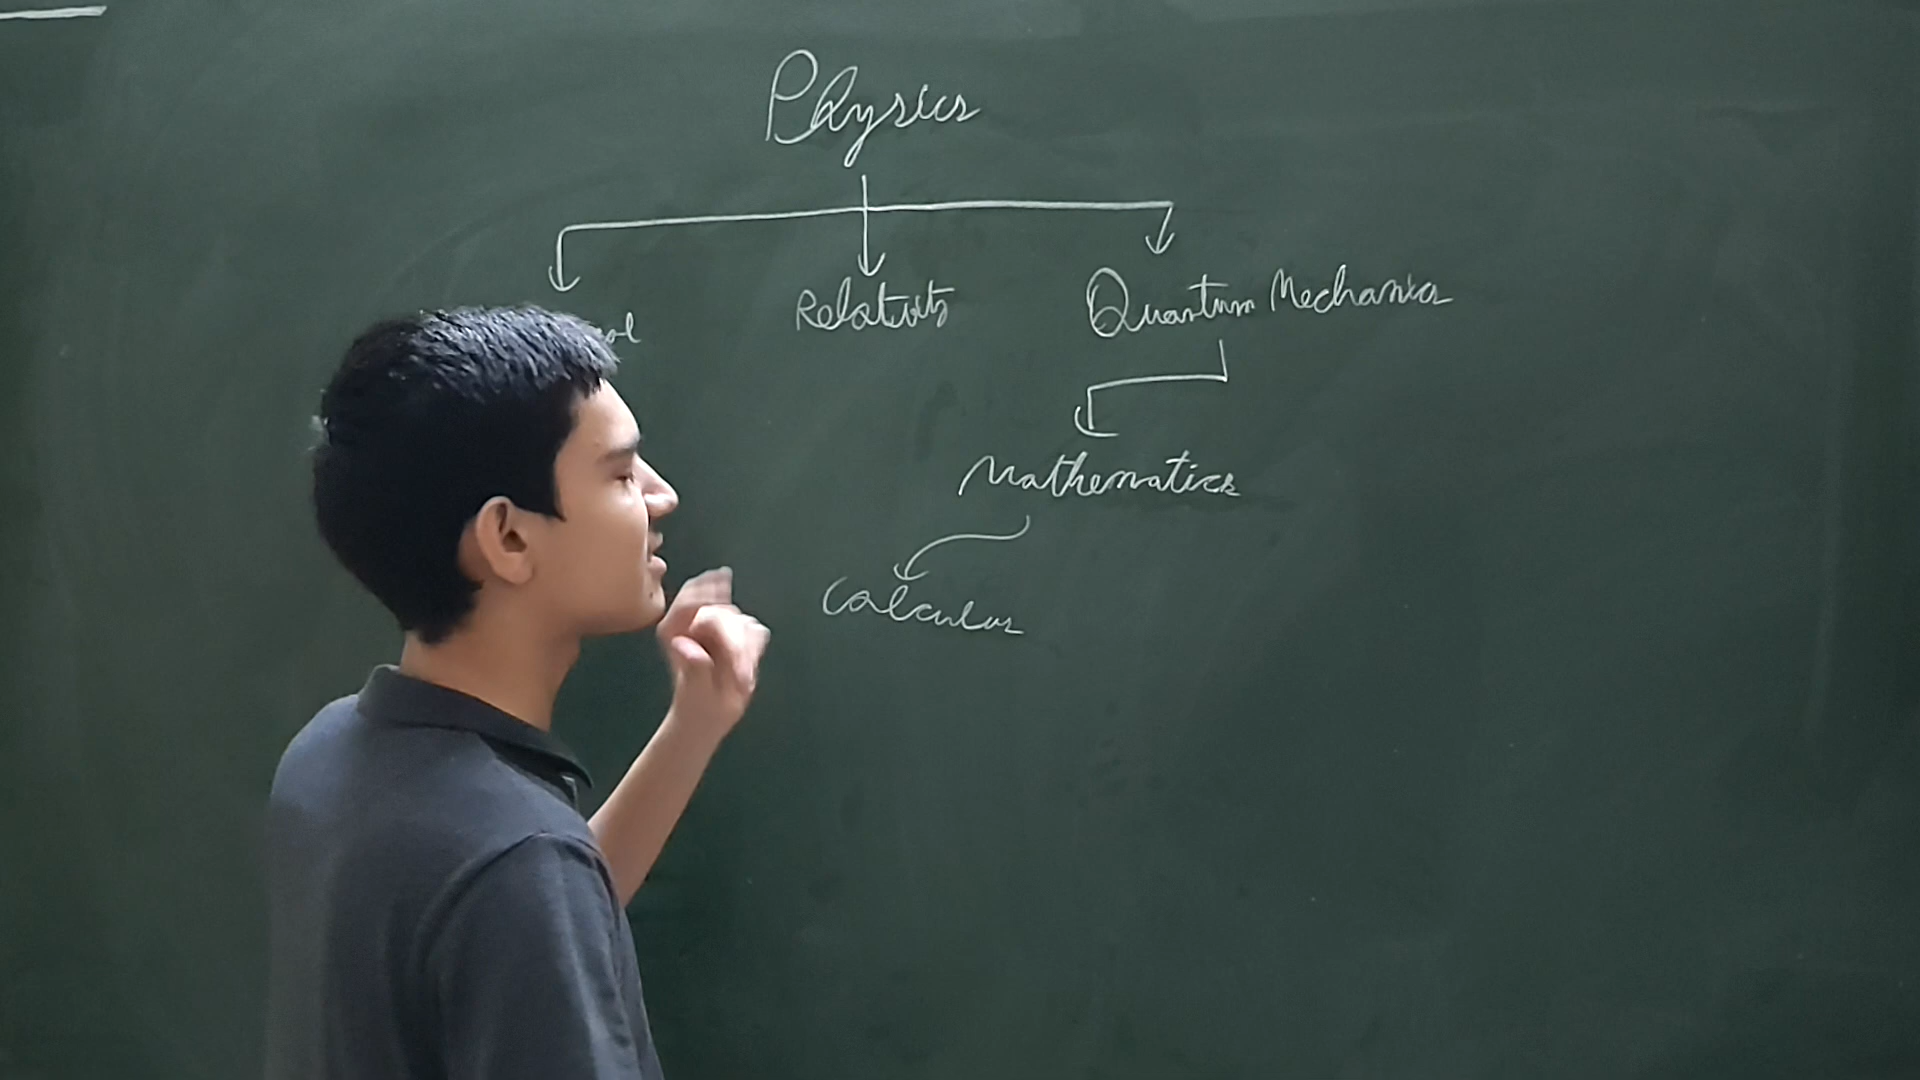 Physics
Relativity
Quantum Mechanics
Mathematics
Calculus